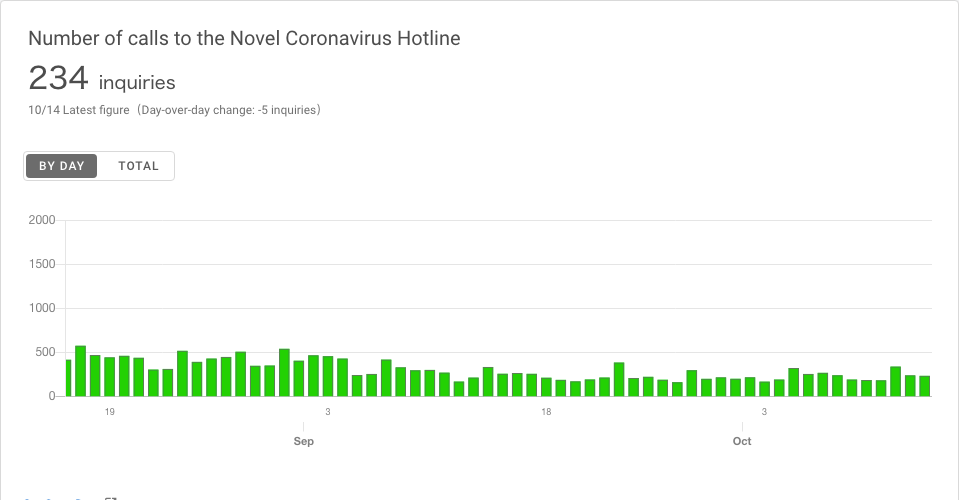 Number of calls to the Novel Coronavirus Hotline
234 inquiries
10/14 Latest figure（Day-over-day change: -5 inquiries）
BY DAY TOTAL
2000
1500
1000
500
0
19 3 18 3
Sep Oct